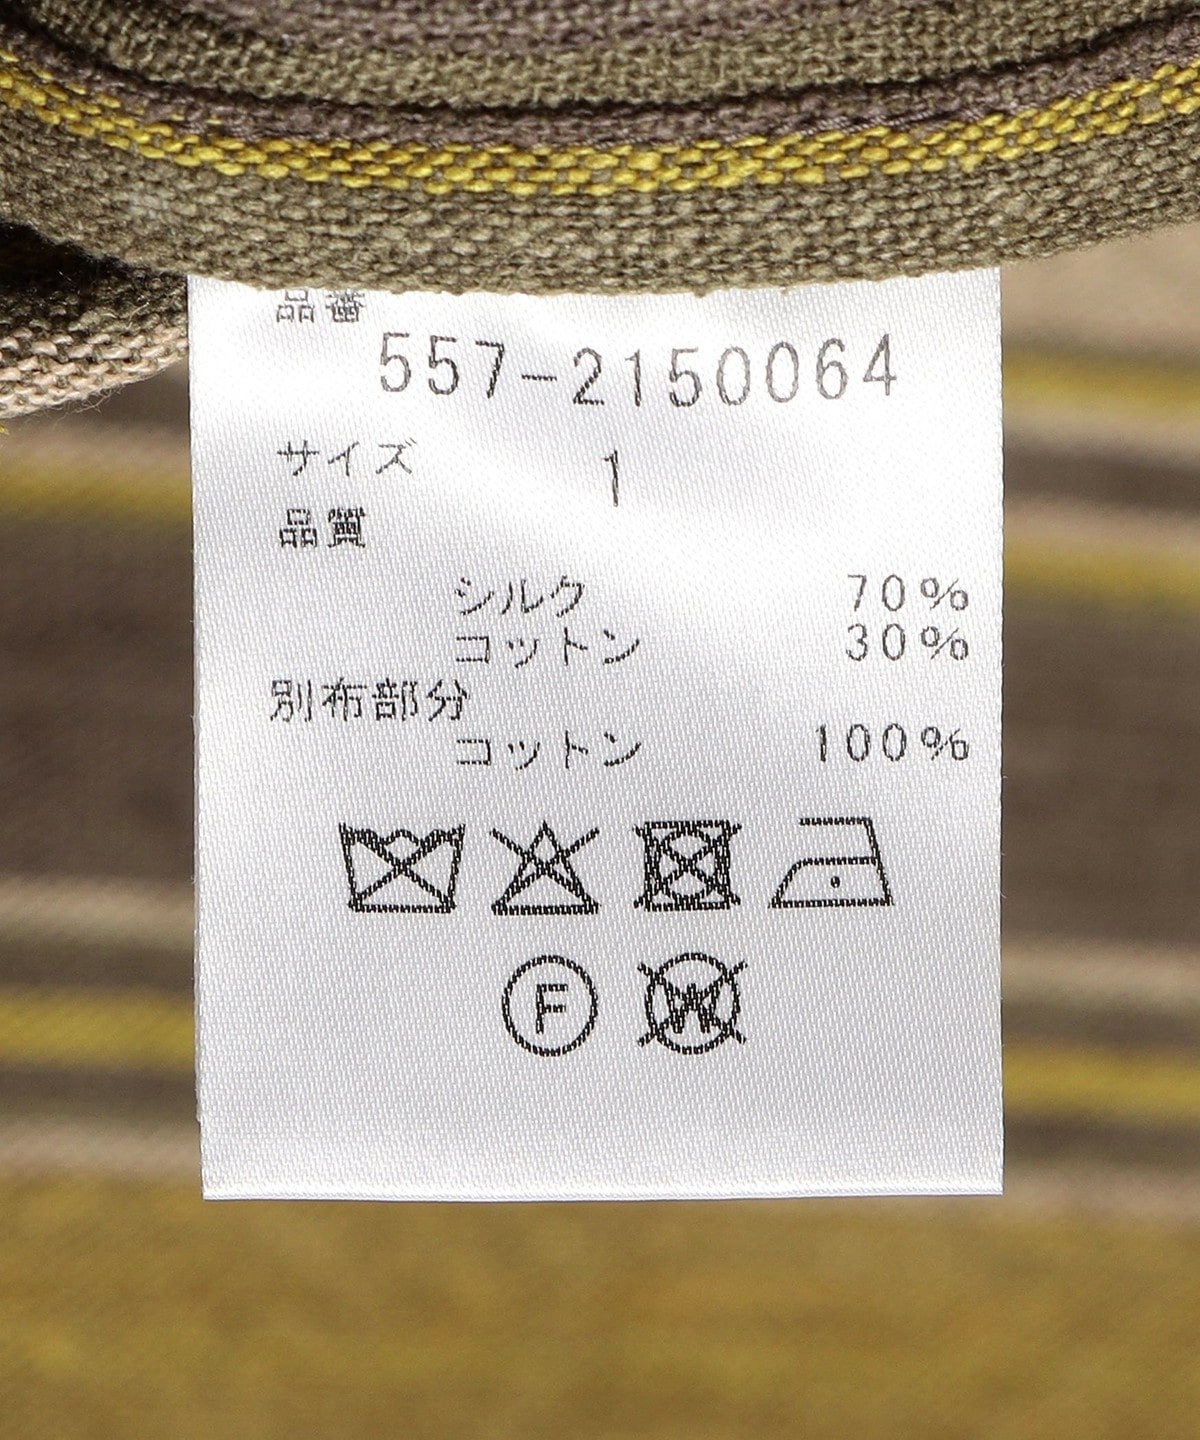 品番
557-2150064
サイズ 1
品質
シルク 70%
コットン 30%
別布部分
コットン 100%
F W